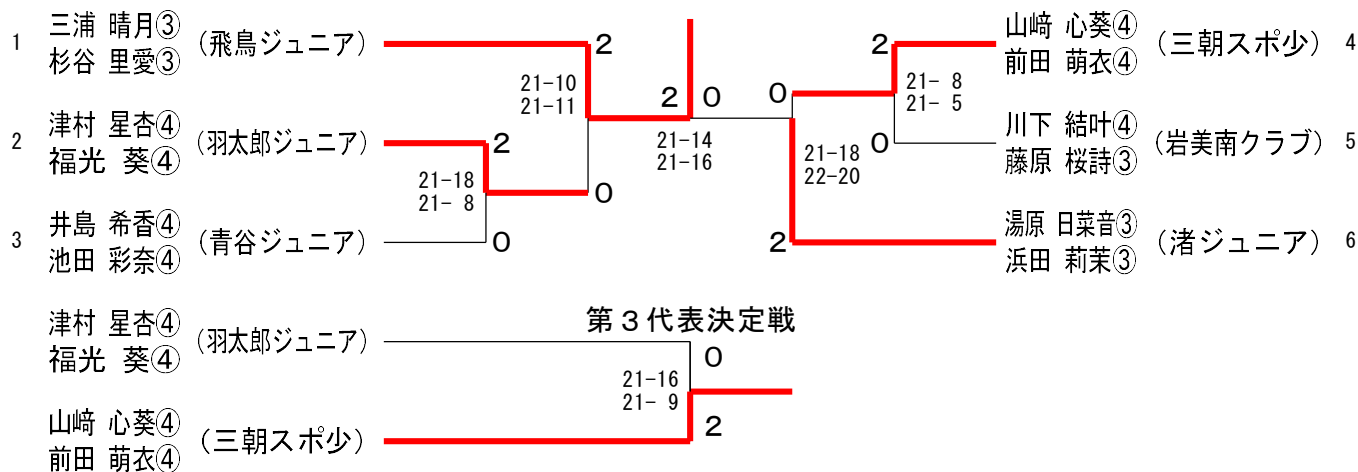 1 三浦 晴月③ 杉谷 里愛③ (飛鳥ジュニア)
2 津村 星杏④ 福光 葵④ (羽太郎ジュニア)
3 井島 希香④ 池田 彩奈④ (青谷ジュニア)
2
21-10
21-11
2
21-18
21- 8
0
0
2 0
21-14
21-16
0
21-18
22-20
2
2
21- 8
21- 5
0
山﨑 心葵④ 前田 萌衣④ (三朝スポ少) 4
川下 結叶④ 藤原 桜詩③ (岩美南クラブ) 5
湯原 日菜音③ 浜田 莉茉③ (渚ジュニア) 6
第3代表決定戦
津村 星杏④ 福光 葵④ (羽太郎ジュニア)
0
21-16
21- 9
2
山﨑 心葵④ 前田 萌衣④ (三朝スポ少)